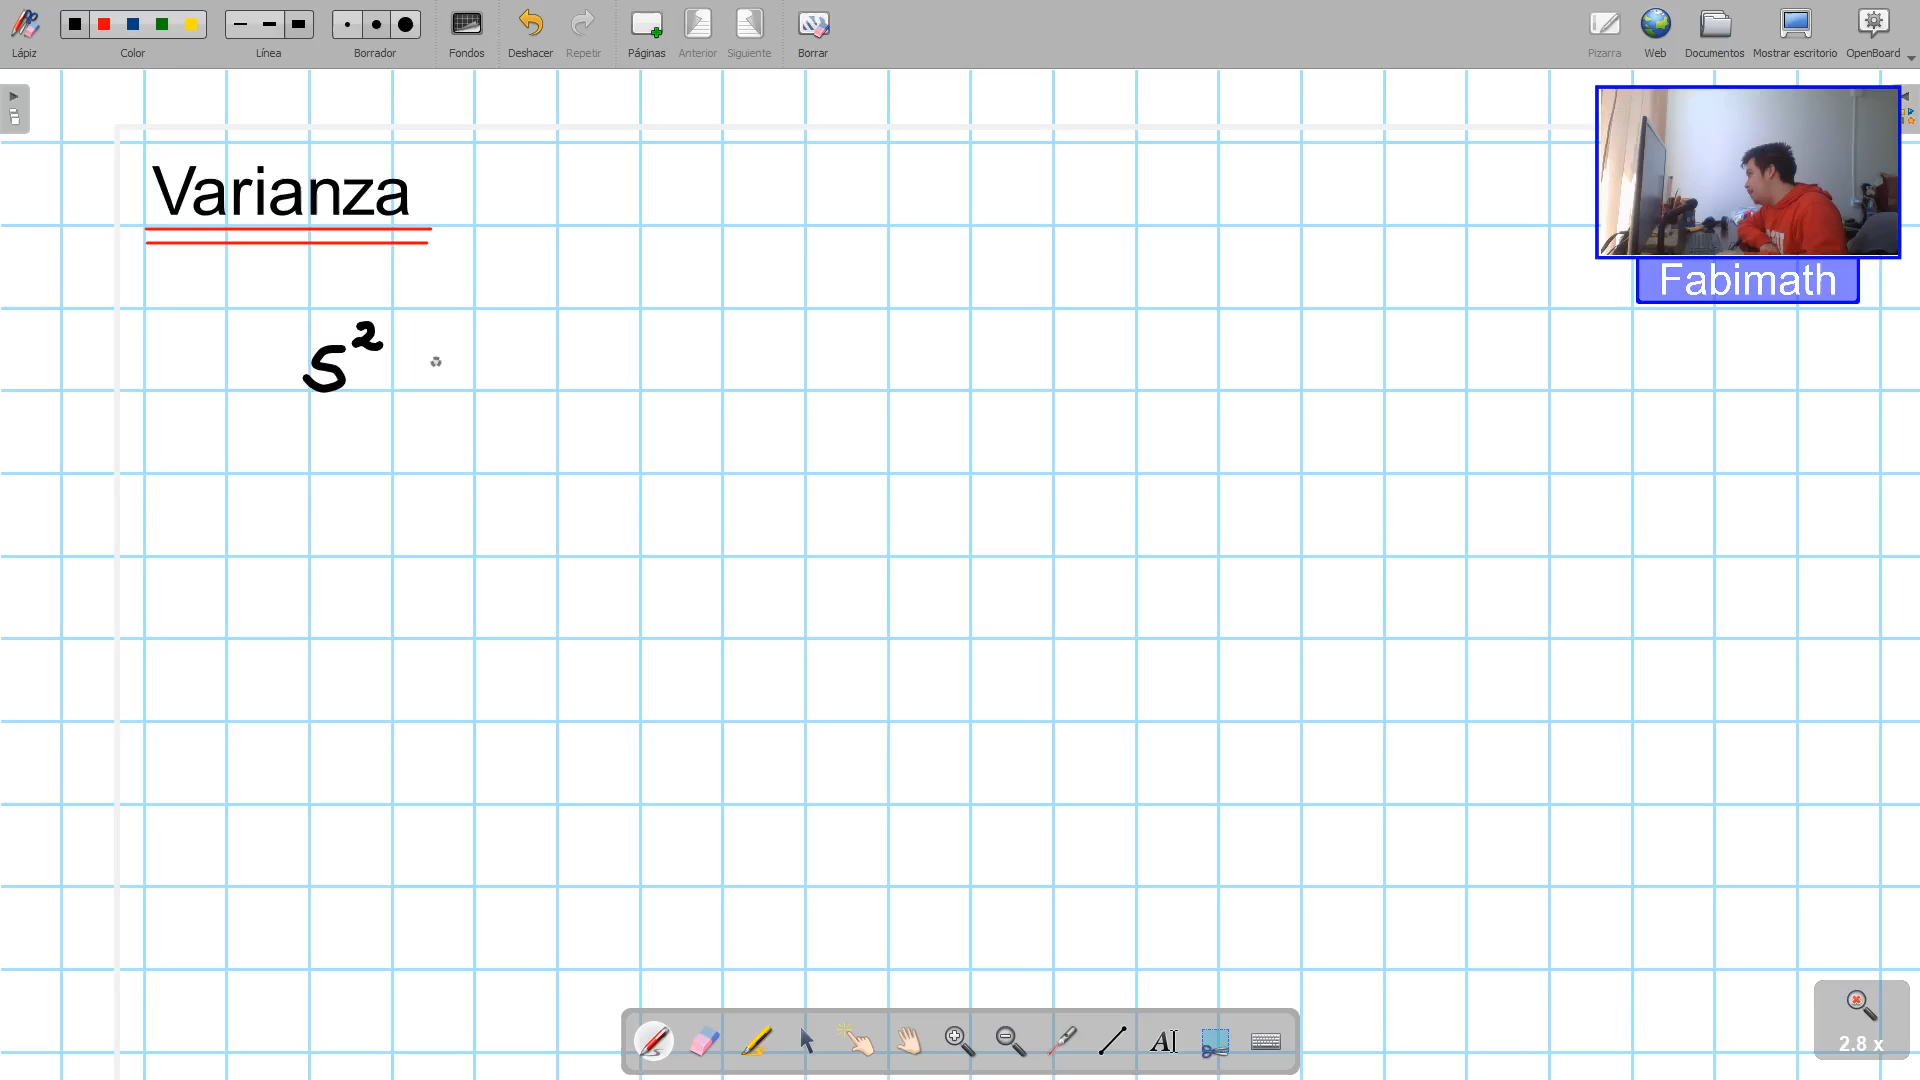 Lápiz Color Línea Borrador Fondos Deshacer Repetir Páginas Anterior Siguiente Borrar Pizarra Web Documentos Mostrar escritorio OpenBoard
Varianza
Fabimath
S²
2.8 x